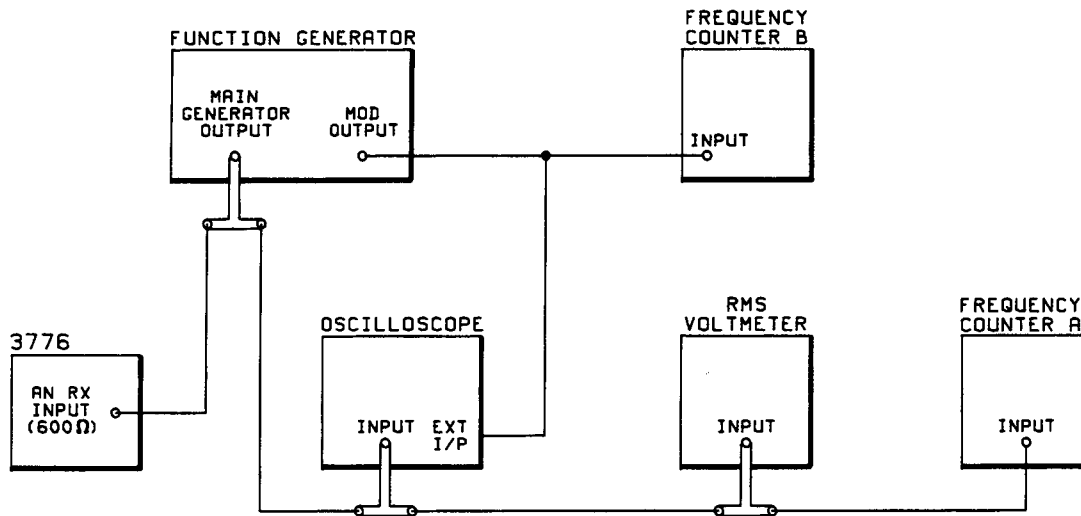 FREQUENCY
COUNTER B
FUNCTION GENERATOR
MAIN
GENERATOR
OUTPUT
MOD
OUTPUT
INPUT
3776
AN RX
INPUT
(600Ω)
OSCILLOSCOPE
INPUT
EXT
I/P
RMS
VOLTMETER
INPUT
FREQUENCY
COUNTER A
INPUT